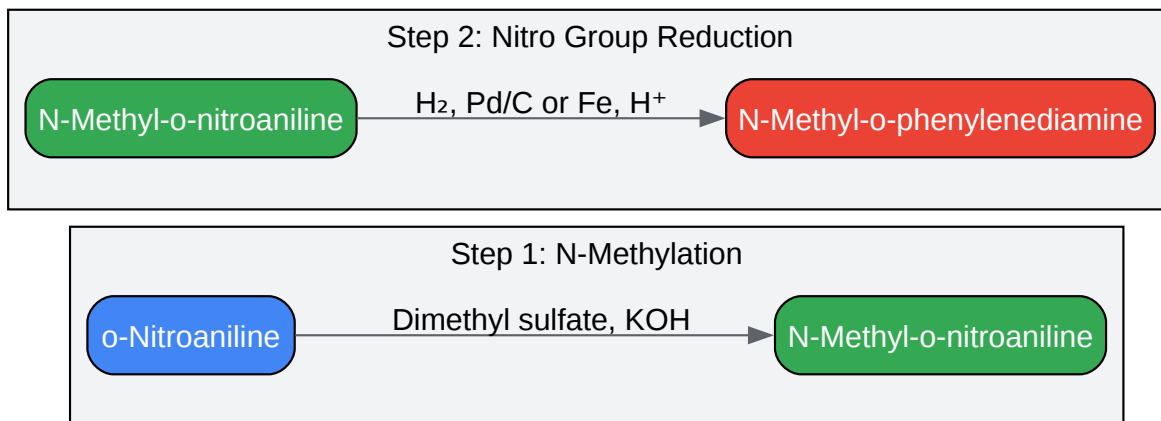 Step 2: Nitro Group Reduction
N-Methyl-o-nitroaniline
H₂, Pd/C or Fe, H⁺
N-Methyl-o-phenylenediamine
Step 1: N-Methylation
o-Nitroaniline
Dimethyl sulfate, KOH
N-Methyl-o-nitroaniline